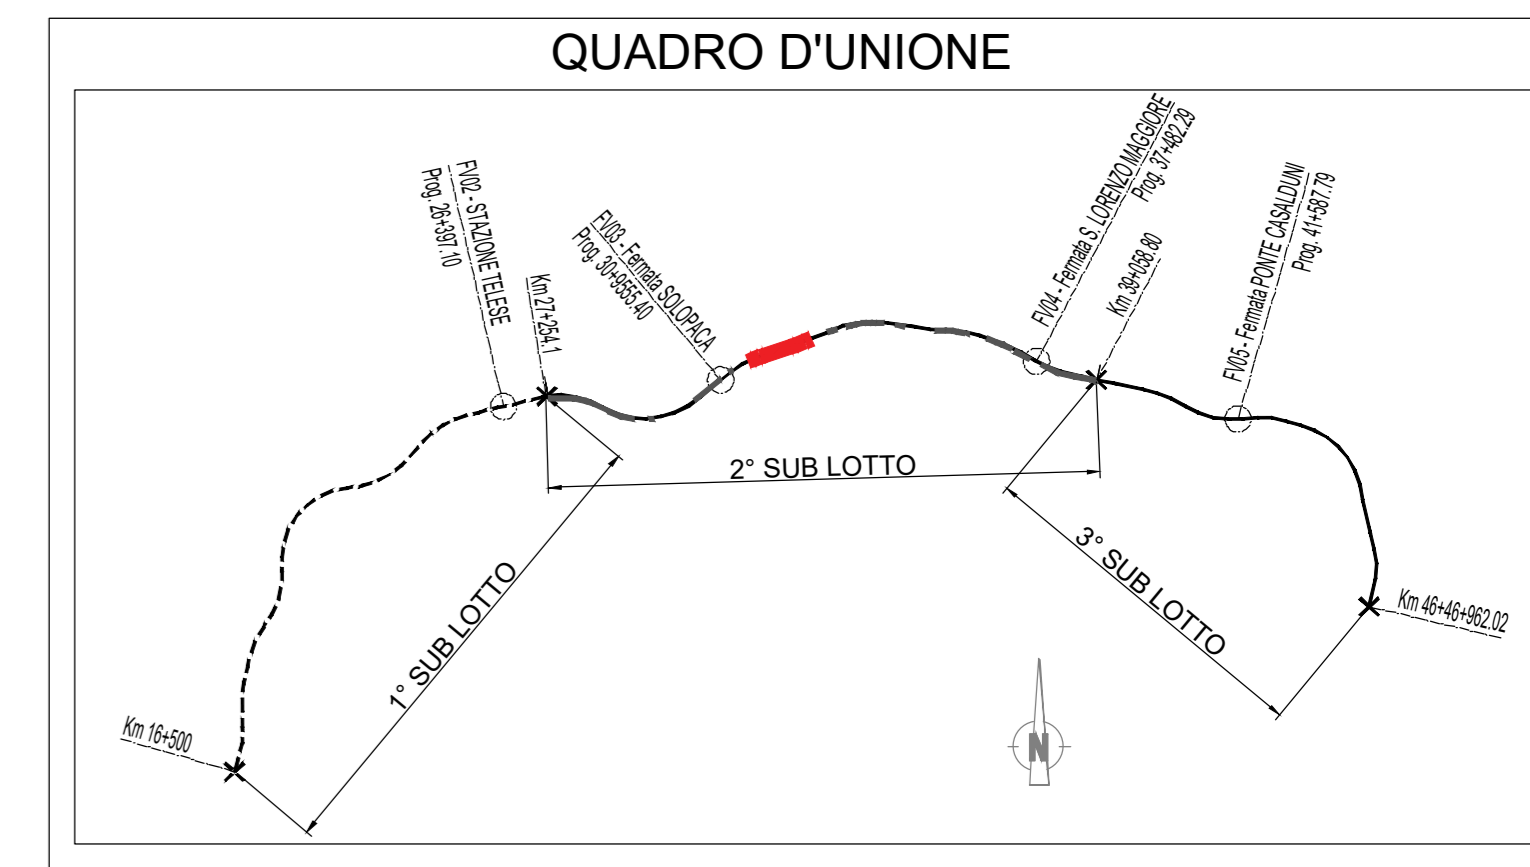 QUADRO D'UNIONE
FV02 - STAZIONE TELESE
Prog. 26+397.10
Km 27+254.1
FV03 - Fermata SOLOPACA
Prog. 30+9555.40
FV04 - Fermata S. LORENZO MAGGIORE
Prog. 37+482.29
Km 39+058.80
FV05 - Fermata PONTE CASALDUNI
Prog. 41+587.79
2° SUB LOTTO
1° SUB LOTTO
3° SUB LOTTO
Km 46+46+962.02
Km 16+500
N